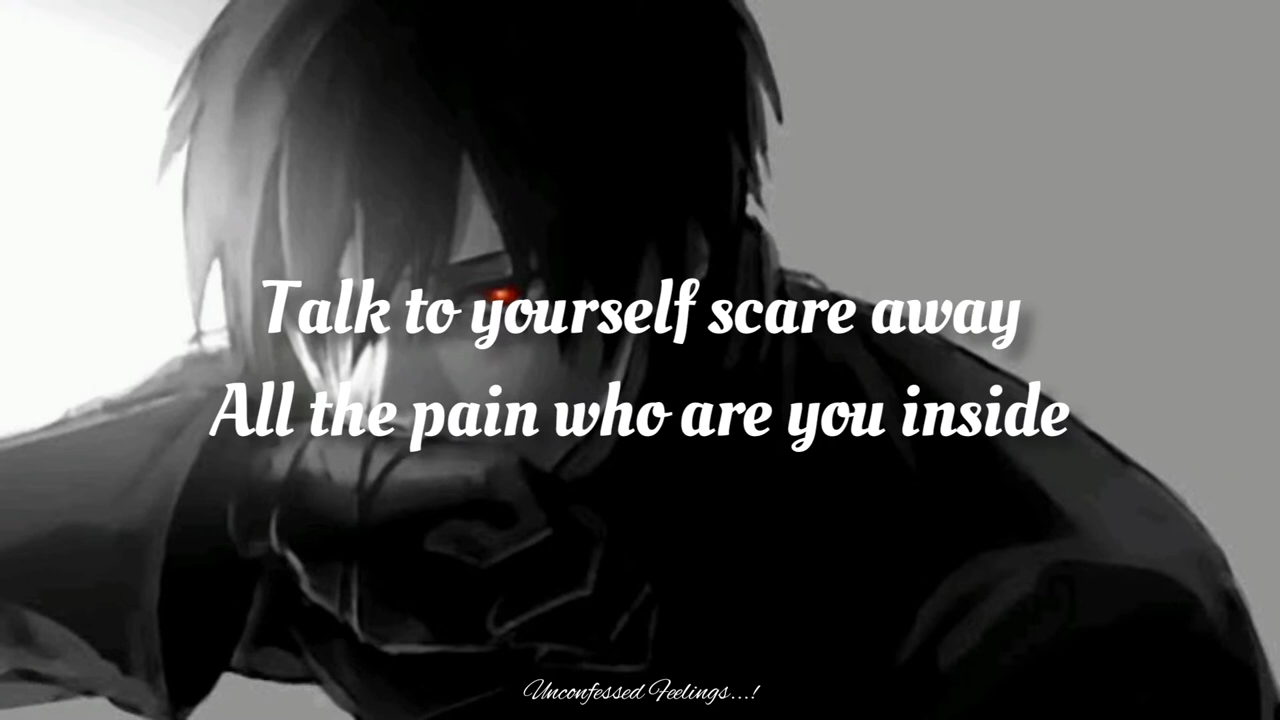 Talk to yourself scare away
All the pain who are you inside
Unconfessed Feelings...!